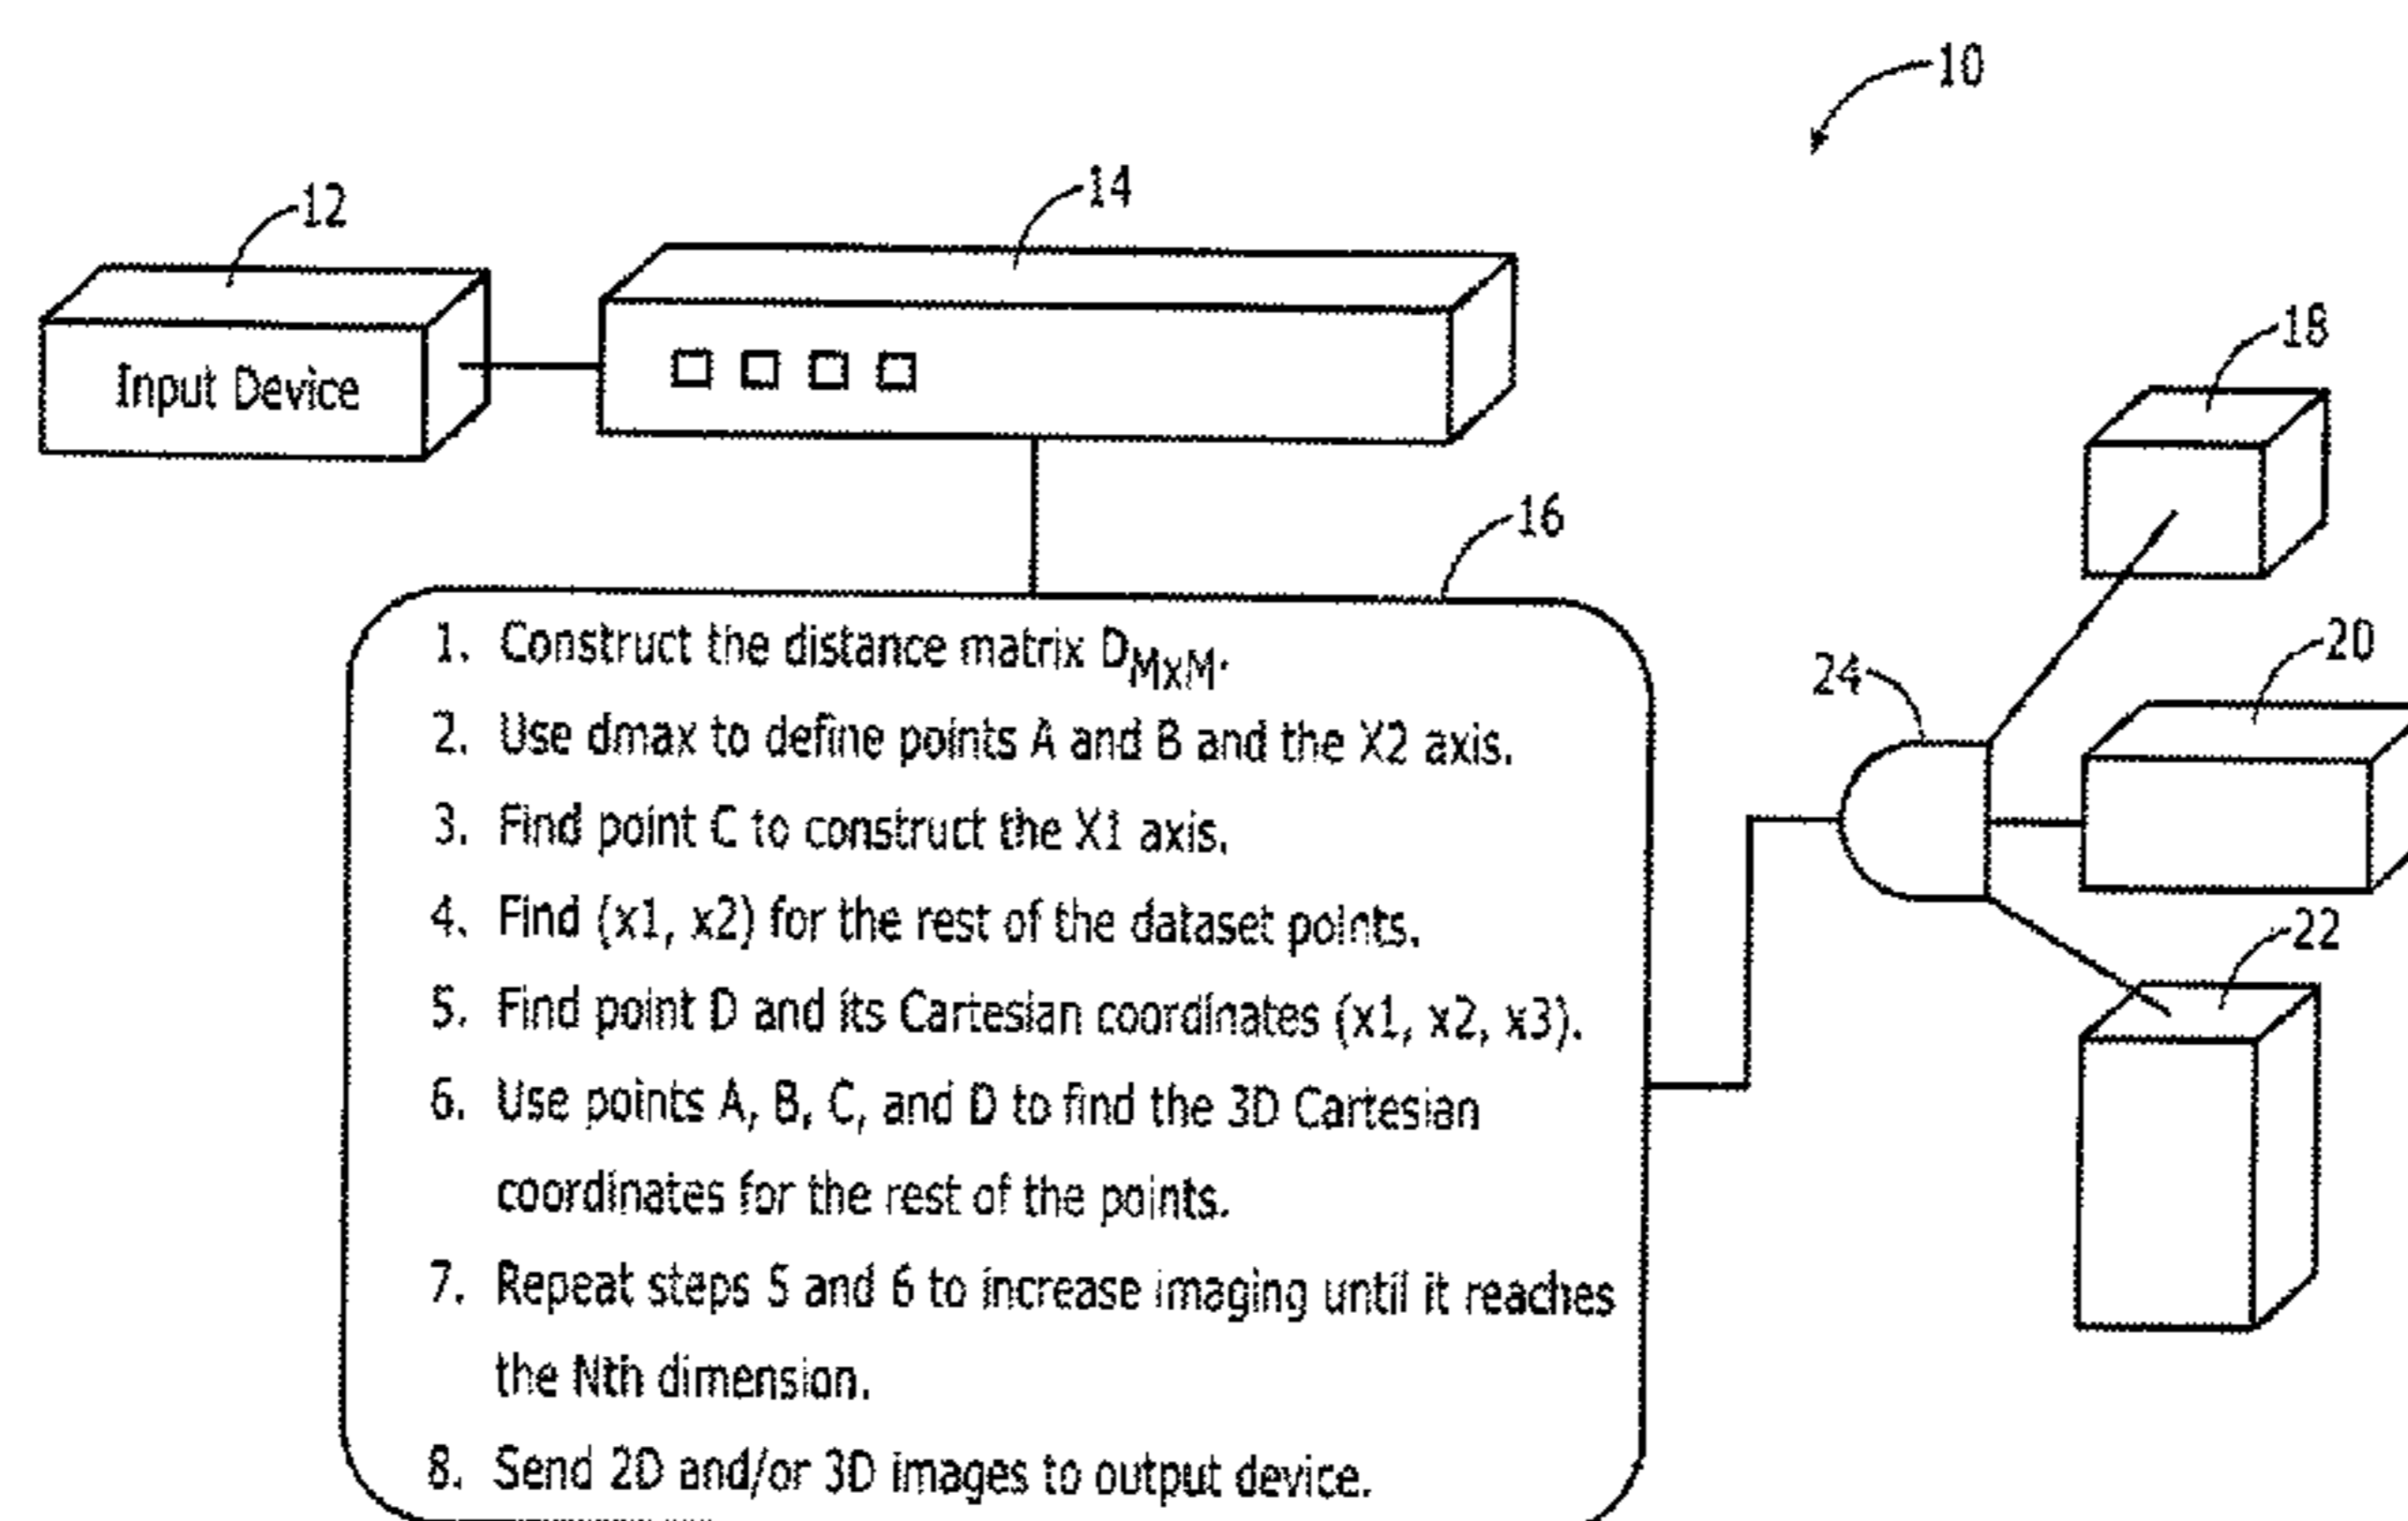 10
12
14
Input Device
18
16
1. Construct the distance matrix D_MxM.
20
24
2. Use dmax to define points A and B and the X2 axis.
3. Find point C to construct the X1 axis.
4. Find (x1, x2) for the rest of the dataset points.
22
5. Find point D and its Cartesian coordinates (x1, x2, x3).
6. Use points A, B, C, and D to find the 3D Cartesian
coordinates for the rest of the points.
7. Repeat steps 5 and 6 to increase imaging until it reaches
the Nth dimension.
8. Send 2D and/or 3D images to output device.